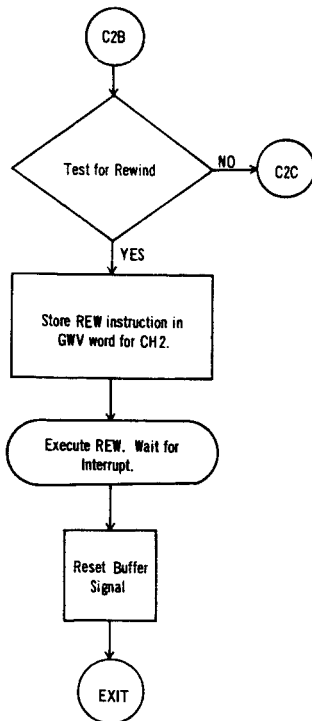 C2B
Test for Rewind
NO
C2C
YES
Store REW instruction in
GWV word for CH2.
Execute REW. Wait for
Interrupt.
Reset Buffer
Signal
EXIT